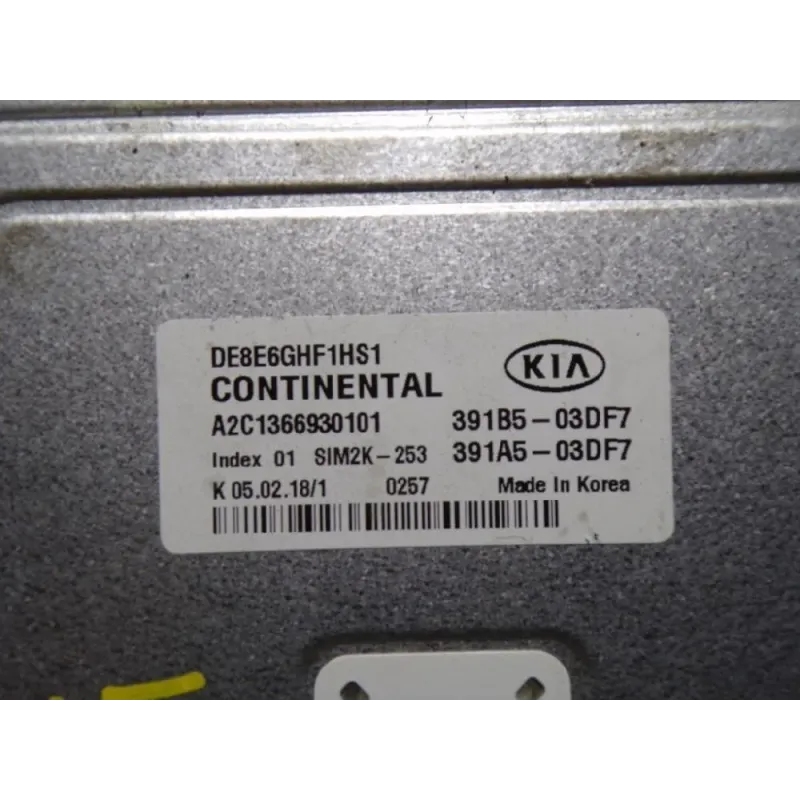 DE8E6GHF1HS1
CONTINENTAL
KIA
A2C1366930101 391B5-03DF7
Index 01 SIM2K-253 391A5-03DF7
K 05.02.18/1 0257 Made In Korea